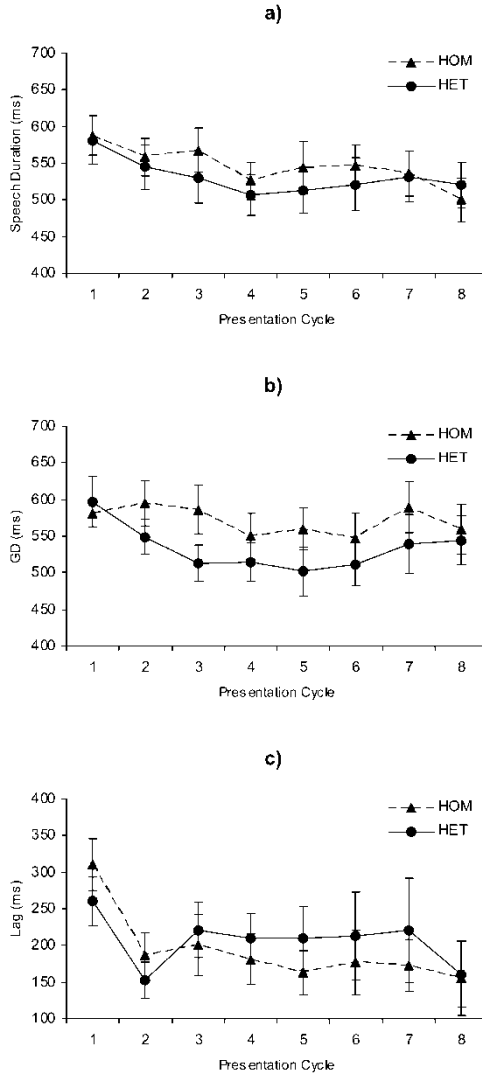 a)
700
650
600
550
500
450
400
Speech Duration (ms)
HOM
HET
1 2 3 4 5 6 7 8
Presentation Cycle
b)
700
650
600
550
500
450
400
GD (ms)
HOM
HET
1 2 3 4 5 6 7 8
Presentation Cycle
c)
400
350
300
250
200
150
100
Lag (ms)
HOM
HET
1 2 3 4 5 6 7 8
Presentation Cycle